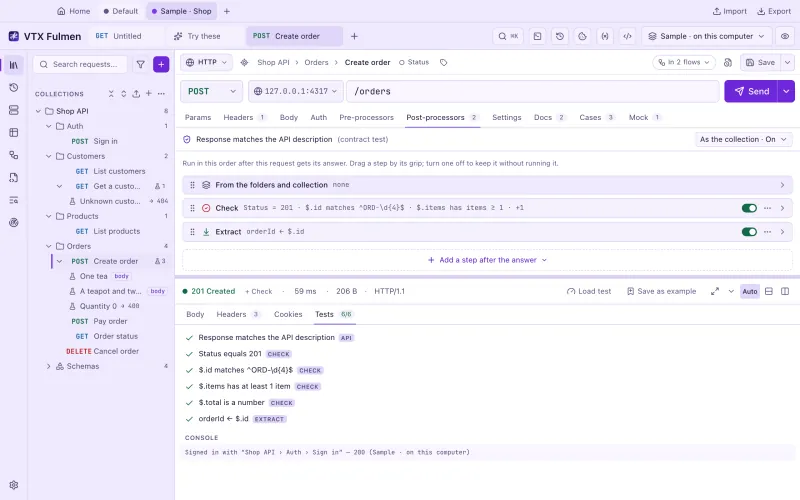 Home
Default
Sample · Shop
+
Import
Export
VTX Fulmen
GET Untitled
Try these
POST Create order
+
⌘K
Sample · on this computer
Search requests...
+
HTTP
Shop API › Orders › Create order
Status
In 2 flows
Save
COLLECTIONS
POST
127.0.0.1:4317
/orders
Send
Shop API 8
Auth 1
POST Sign in
Customers 2
GET List customers
GET Get a custo... 1
Unknown custo... → 404
Products 1
GET List products
Orders 4
POST Create order 3
One tea body
A teapot and tw... body
Quantity 0 → 400
POST Pay order
GET Order status
DELETE Cancel order
Schemas 4
Params
Headers 1
Body
Auth
Pre-processors
Post-processors 2
Settings
Docs 2
Cases 3
Mock 1
Response matches the API description (contract test)
As the collection · On
Run in this order after this request gets its answer. Drag a step by its grip; turn one off to keep it without running it.
From the folders and collection none
Check Status = 201 · $.id matches ^ORD-\d{4}$ · $.items has items ≥ 1 · +1
Extract orderId ← $.id
+ Add a step after the answer
201 Created
+ Check · 59 ms · 206 B · HTTP/1.1
Load test
Save as example
Auto
Body
Headers 3
Cookies
Tests 6/6
Response matches the API description API
Status equals 201 CHECK
$.id matches ^ORD-\d{4}$ CHECK
$.items has at least 1 item CHECK
$.total is a number CHECK
orderId ← $.id EXTRACT
CONSOLE
Signed in with "Shop API › Auth › Sign in" — 200 (Sample · on this computer)